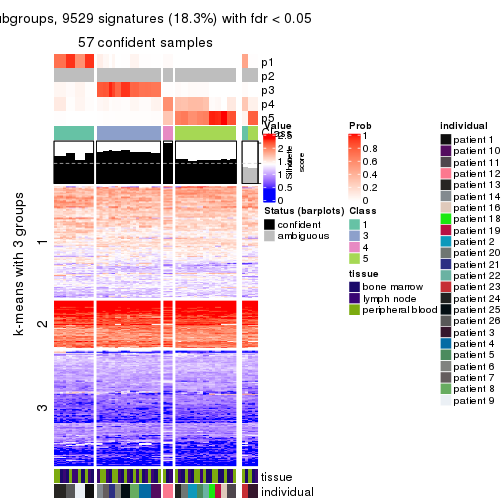 ubgroups, 9529 signatures (18.3%) with fdr < 0.05
57 confident samples
p1
p2
p3
p4
p5
Class
Silhouette
score
k-means with 3 groups
1
2
3
tissue
individual
Value
2.5
2
1.5
1
0.5
0
Status (barplots)
confident
ambiguous
Prob
1
0.8
0.6
0.4
0.2
0
Class
1
3
4
5
tissue
bone marrow
lymph node
peripheral blood
individual
patient 1
patient 10
patient 11
patient 12
patient 13
patient 14
patient 16
patient 18
patient 19
patient 2
patient 20
patient 21
patient 22
patient 23
patient 24
patient 25
patient 26
patient 3
patient 4
patient 5
patient 6
patient 7
patient 8
patient 9